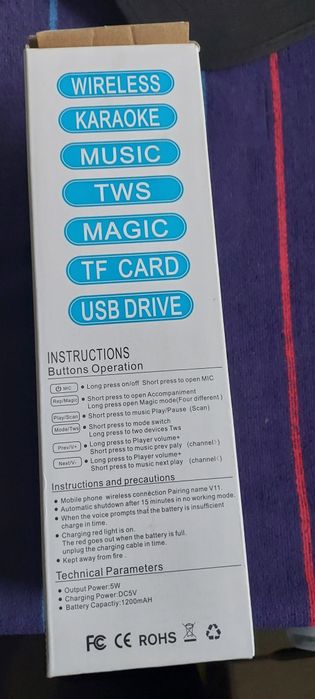 WIRELESS
KARAOKE
MUSIC
TWS
MAGIC
TF CARD
USB DRIVE
INSTRUCTIONS
Buttons Operation
MIC • Long press on/off Short press to open MIC
Rep/Magic • Short press to open Accompaniment
Long press open Magic mode(Four different)
Play/Scan • Short press to music Play/Pause (Scan)
Mode/Tws • Short press to mode switch
Long press to two devices Tws
Prev/V+ • Long press to Player volume+
Short press to music prev paly (channel-)
Next/V- • Long press to Player volume+
Short press to music next play (channel-)
Instructions and precautions
• Mobile phone wireless connection Pairing name V11.
• Automatic shutdown after 15 minutes in no working mode.
• When the voice prompts that the battery is insufficient
charge in time.
• Charging red light is on.
The red goes out when the battery is full.
unplug the charging cable in time.
• Kept away from fire.
Technical Parameters
• Output Power:5W
• Charging Power:DC5V
• Battery Capactiy:1200mAH
FC CE ROHS